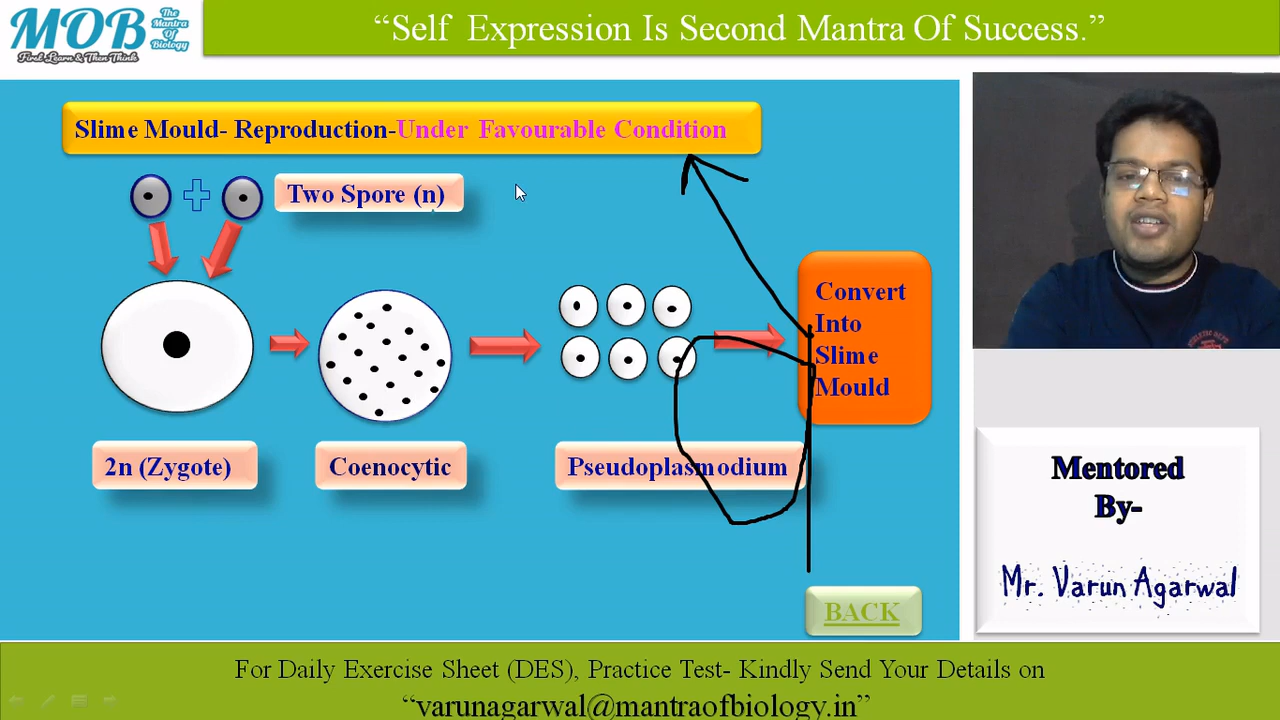 MOB
The
Mantra
Of
Biology
First Learn & Then Think
“Self Expression Is Second Mantra Of Success.”
Slime Mould- Reproduction-Under Favourable Condition
Two Spore (n)
Convert
Into
Slime
Mould
2n (Zygote)
Coenocytic
Pseudoplasmodium
BACK
Mentored
By-
Mr. Varun Agarwal
For Daily Exercise Sheet (DES), Practice Test- Kindly Send Your Details on
“varunagarwal@mantraofbiology.in”